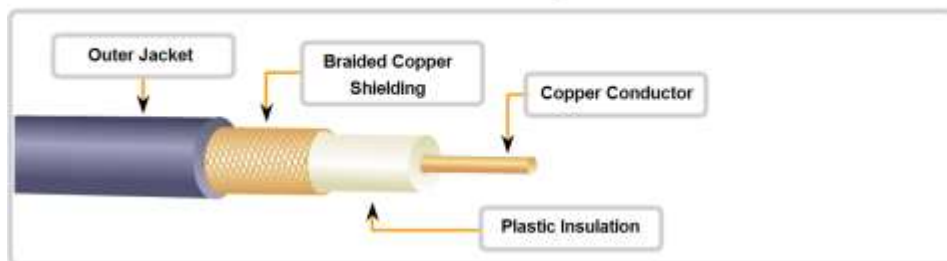 Outer Jacket
Braided Copper
Shielding
Copper Conductor
Plastic Insulation